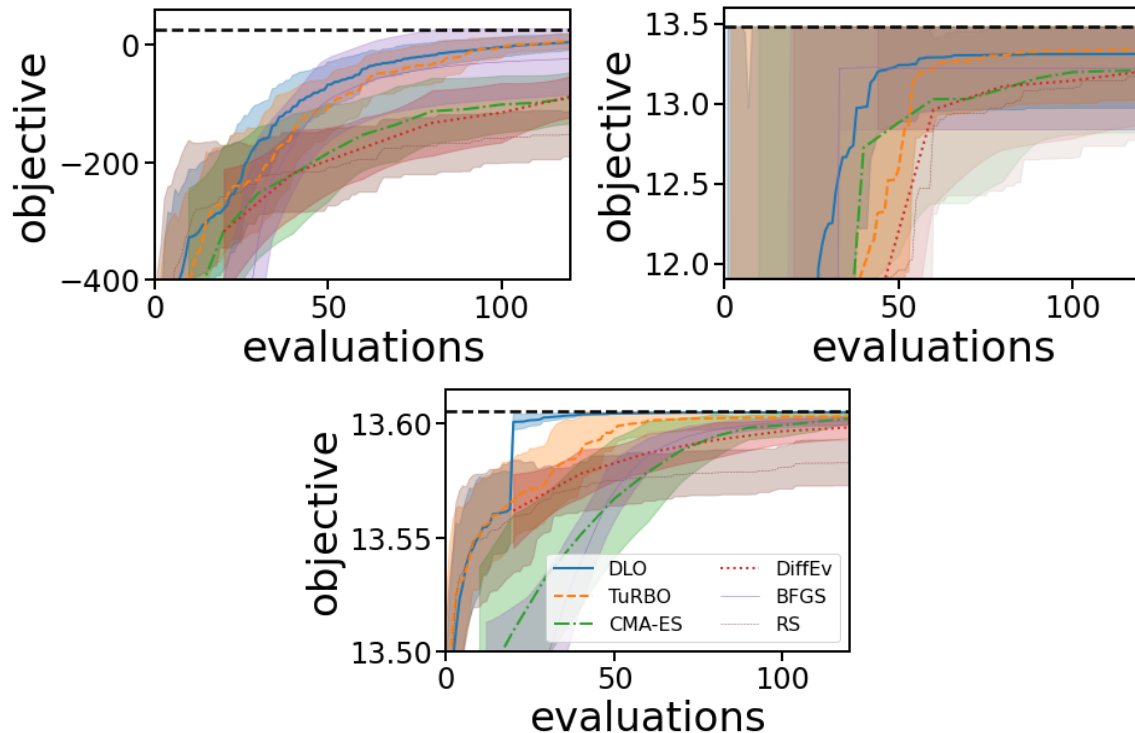 objective
0
−200
−400
0
50
100
evaluations
objective
13.5
13.0
12.5
12.0
0
50
100
evaluations
objective
13.60
13.55
13.50
0
50
100
evaluations
DLO
TuRBO
CMA-ES
DiffEv
BFGS
RS